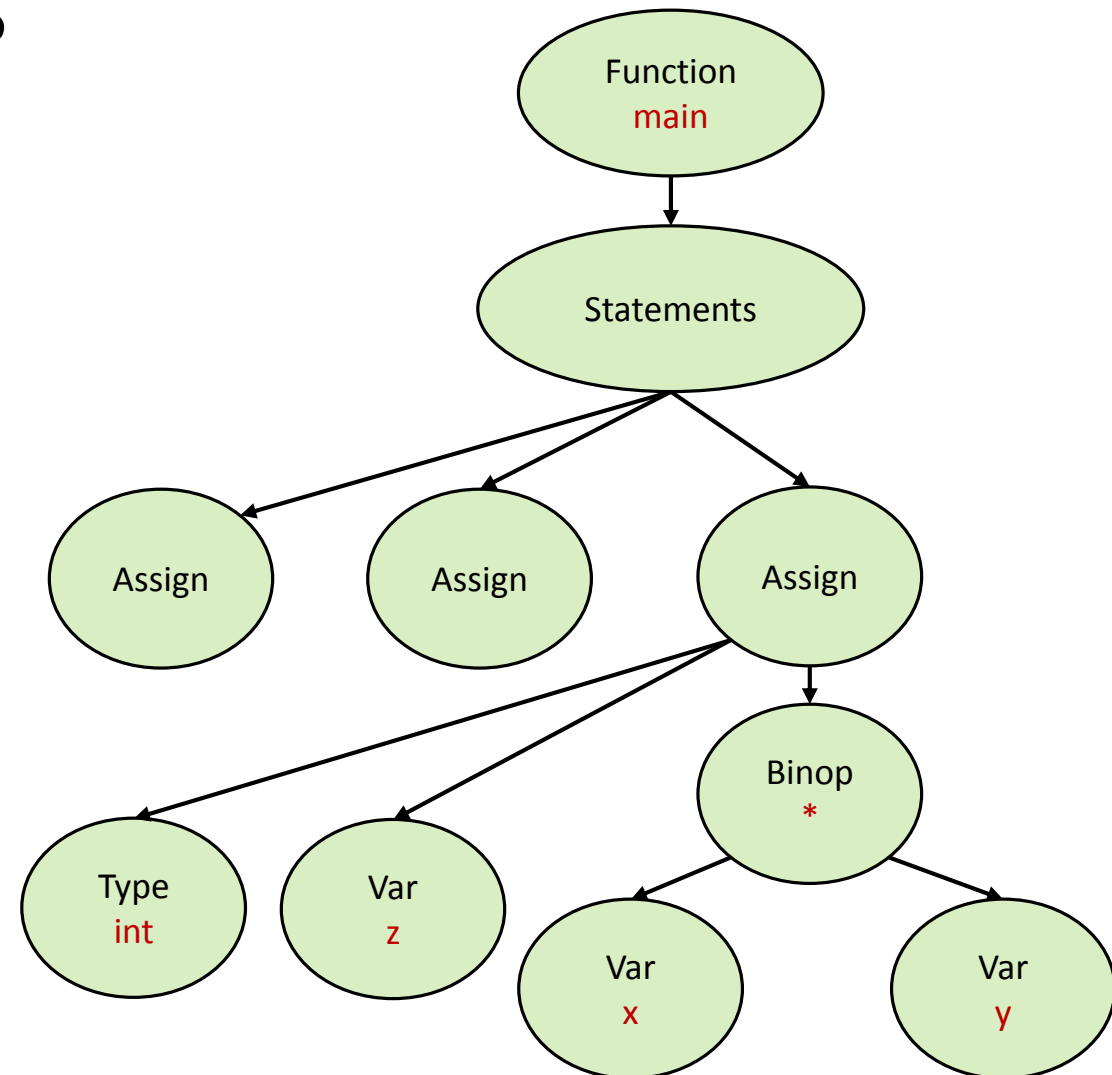 Function
main
Statements
Assign
Assign
Assign
Binop
*
Type
int
Var
z
Var
x
Var
y